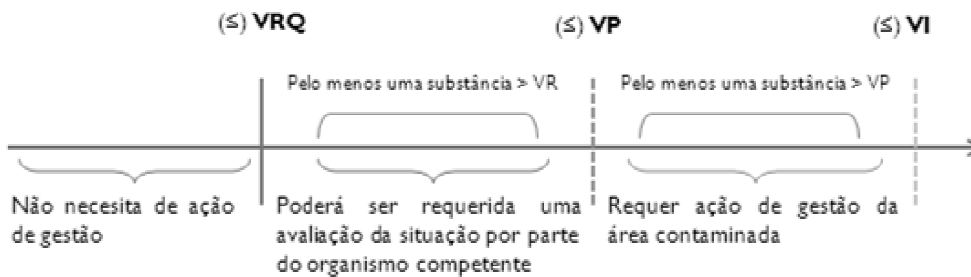 (≤) VRQ
(≤) VP
(≤) VI
Pelo menos uma substância > VR
Pelo menos uma substância > VP
Não necesita de ação
de gestão
Poderá ser requerida uma
avaliação da situação por parte
do organismo competente
Requer ação de gestão da
área contaminada